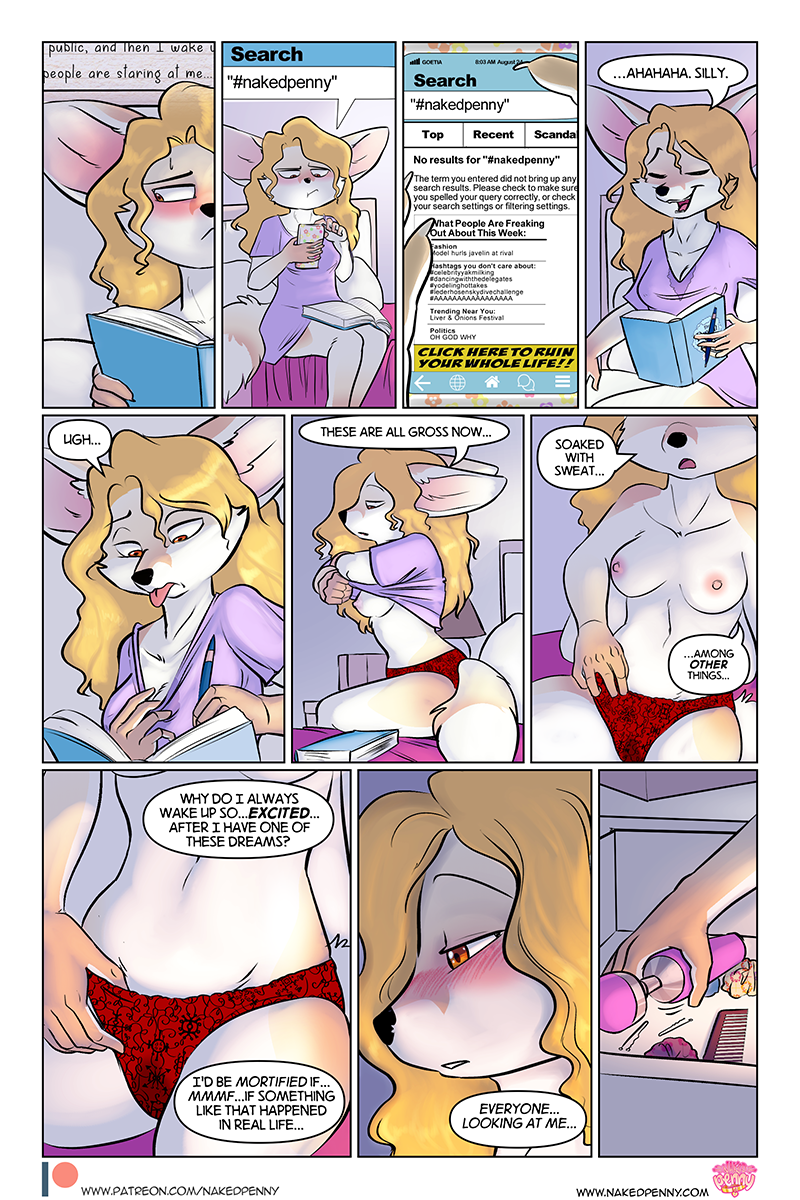 public, and then I wake u
people are staring at me...
Search
"#nakedpenny"
GOETIA 8:03 AM August 24
Search
"#nakedpenny"
Top Recent Scandal
No results for "#nakedpenny"
The term you entered did not bring up any
search results. Please check to make sure
you spelled your query correctly, or check
your search settings or filtering settings.
What People Are Freaking
Out About This Week:
Fashion
Model hurls javelin at rival
Hashtags you don't care about:
#celebrityyakmilking
#dancingwiththedelegates
#yodelinghottakes
#lederhosenskydivechallenge
#AAAAAAAAAAAAAAAAA
Trending Near You:
Liver & Onions Festival
Politics
OH GOD WHY
CLICK HERE TO RUIN
YOUR WHOLE LIFE!!
...AHAHAHA. SILLY.
UGH...
THESE ARE ALL GROSS NOW...
SOAKED
WITH
SWEAT...
...AMONG
OTHER
THINGS...
WHY DO I ALWAYS
WAKE UP SO...EXCITED...
AFTER I HAVE ONE OF
THESE DREAMS?
I'D BE MORTIFIED IF...
MMMF...IF SOMETHING
LIKE THAT HAPPENED
IN REAL LIFE...
EVERYONE...
LOOKING AT ME...
WWW.PATREON.COM/NAKEDPENNY
WWW.NAKEDPENNY.COM